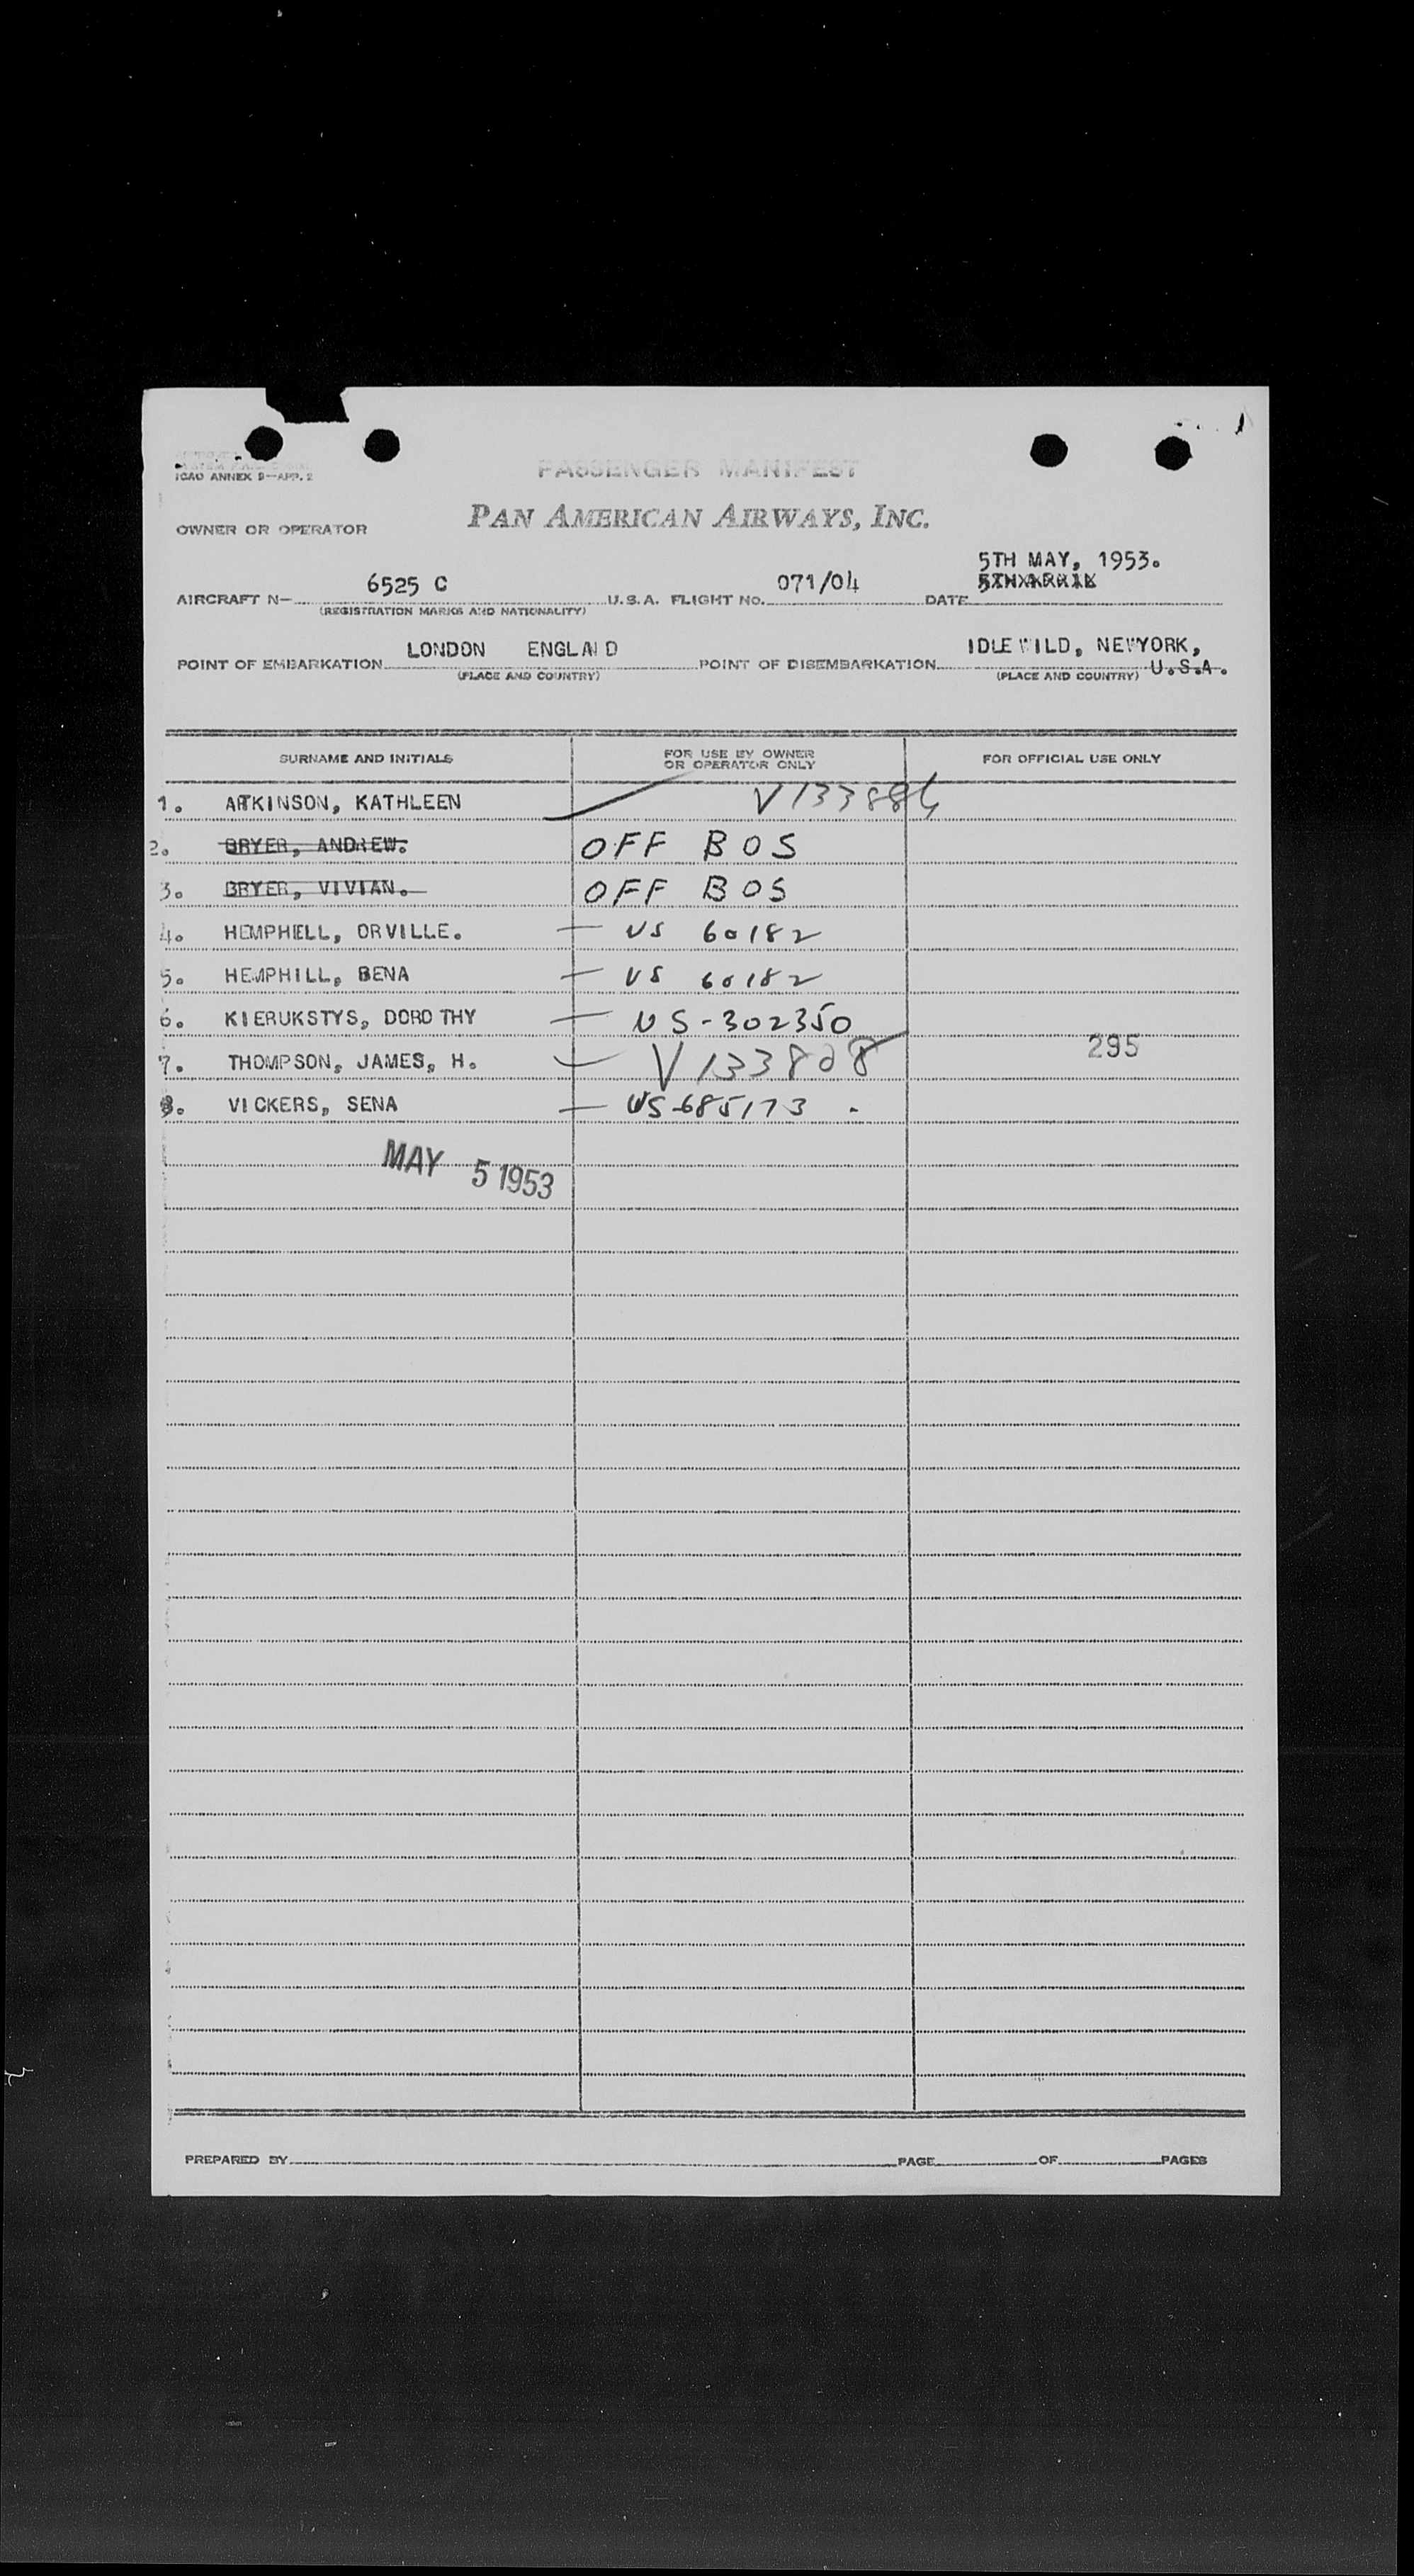 ICAO ANNEX 9—APP. 2
PASSENGER MANIFEST
OWNER OR OPERATOR PAN AMERICAN AIRWAYS, INC.
5TH MAY, 1953.
AIRCRAFT N— 6525 C U.S.A. FLIGHT NO. 071/04 DATE
(REGISTRATION MARKS AND NATIONALITY)
POINT OF EMBARKATION LONDON ENGLAND POINT OF DISEMBARKATION IDLEWILD, NEWYORK,
(PLACE AND COUNTRY) (PLACE AND COUNTRY) U.S.A.
SURNAME AND INITIALS FOR USE BY OWNER OR OPERATOR ONLY FOR OFFICIAL USE ONLY
1. ATKINSON, KATHLEEN
2. BRYER, ANDREW. OFF BOS
3. BRYER, VIVIAN. OFF BOS
4. HEMPHILL, ORVILLE. — US 60182
5. HEMPHILL, BENA — US 60182
6. KIERUKSTYS, DOROTHY — US-302350
7. THOMPSON, JAMES, H. — V133808 295
8. VICKERS, SENA — US-685173 -
MAY 5 1953
PREPARED BY PAGE OF PAGES